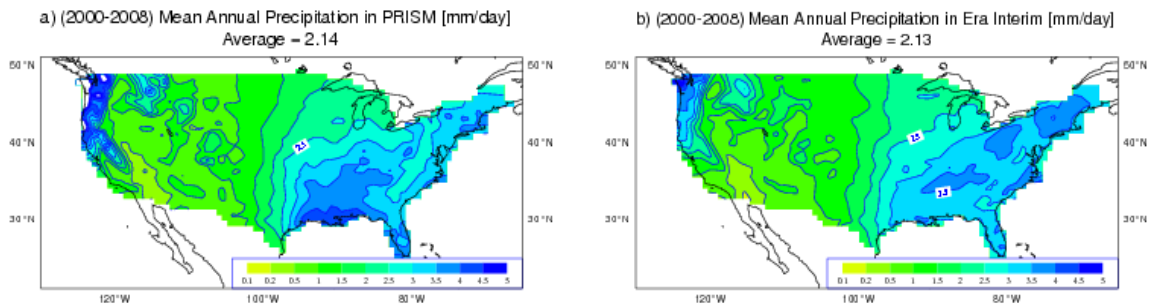 a) (2000-2008) Mean Annual Precipitation in PRISM [mm/day]
Average = 2.14
50°N
50°N
40°N
40°N
30°N
30°N
2.5
0.1 0.2 0.5 1 1.5 2 2.5 3 3.5 4 4.5 5
120°W 100°W 80°W
b) (2000-2008) Mean Annual Precipitation in Era Interim [mm/day]
Average = 2.13
50°N
50°N
40°N
40°N
30°N
30°N
2.5
3.5
0.1 0.2 0.5 1 1.5 2 2.5 3 3.5 4 4.5 5
120°W 100°W 80°W